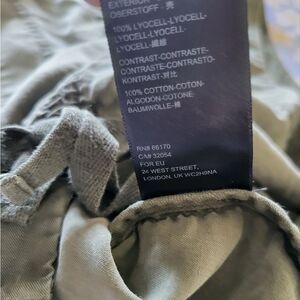 EXTERIOR
OBERSTOFF - 壳
100% LYOCELL-LYOCELL-
LYOCELL-LYOCELL-
LYOCELL-纖維
CONTRAST-CONTRASTE-
CONTRASTE-CONTRASTO-
KONTRAST-对比
100% COTTON-COTON-
ALGODON-COTONE-
BAUMWOLLE-棉
RN# 66170
CA# 32054
FOR EU
24 WEST STREET,
LONDON, UK WC2H9NA